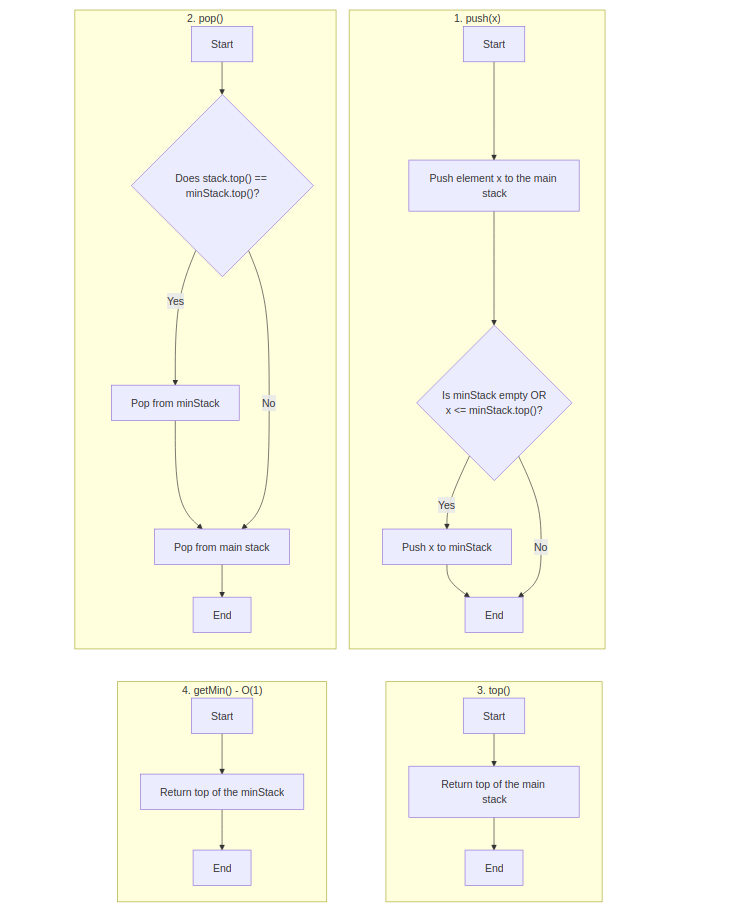 2. pop()
Start
Does stack.top() ==
minStack.top()?
Yes
No
Pop from minStack
Pop from main stack
End
1. push(x)
Start
Push element x to the main
stack
Is minStack empty OR
x <= minStack.top()?
Yes
No
Push x to minStack
End
4. getMin() - O(1)
Start
Return top of the minStack
End
3. top()
Start
Return top of the main
stack
End